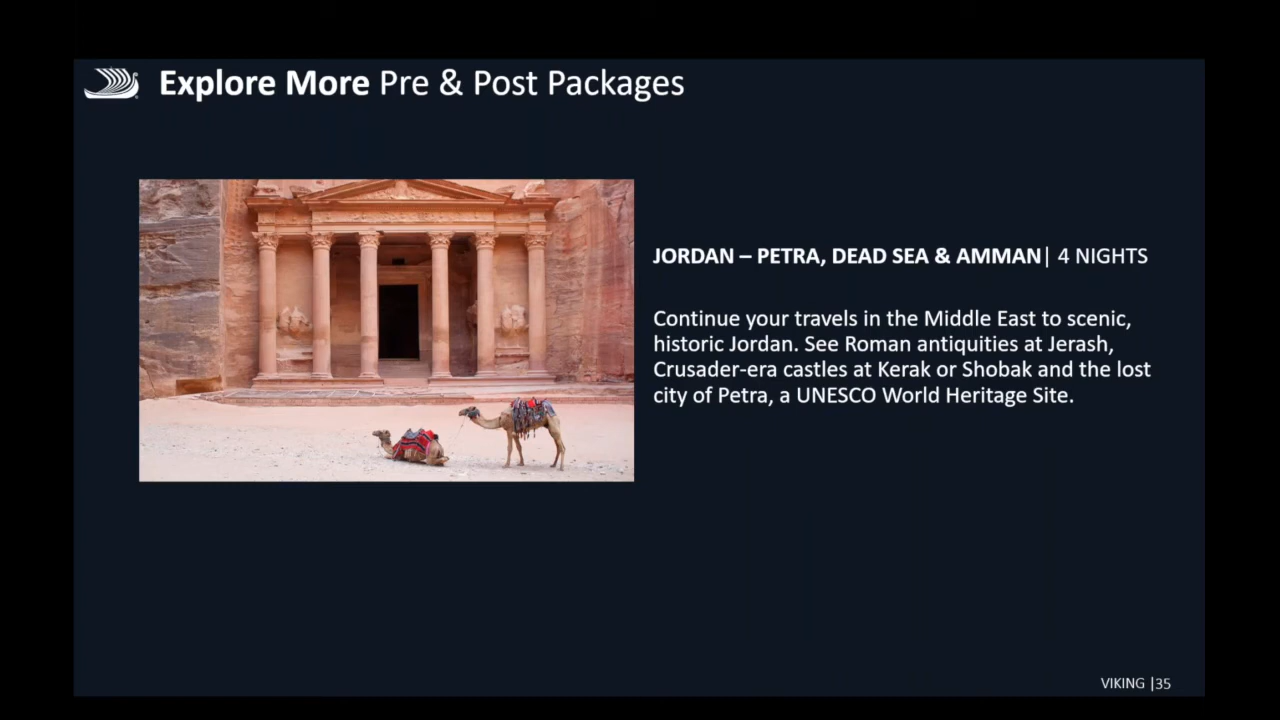 Explore More Pre & Post Packages
JORDAN – PETRA, DEAD SEA & AMMAN| 4 NIGHTS
Continue your travels in the Middle East to scenic,
historic Jordan. See Roman antiquities at Jerash,
Crusader-era castles at Kerak or Shobak and the lost
city of Petra, a UNESCO World Heritage Site.
VIKING |35